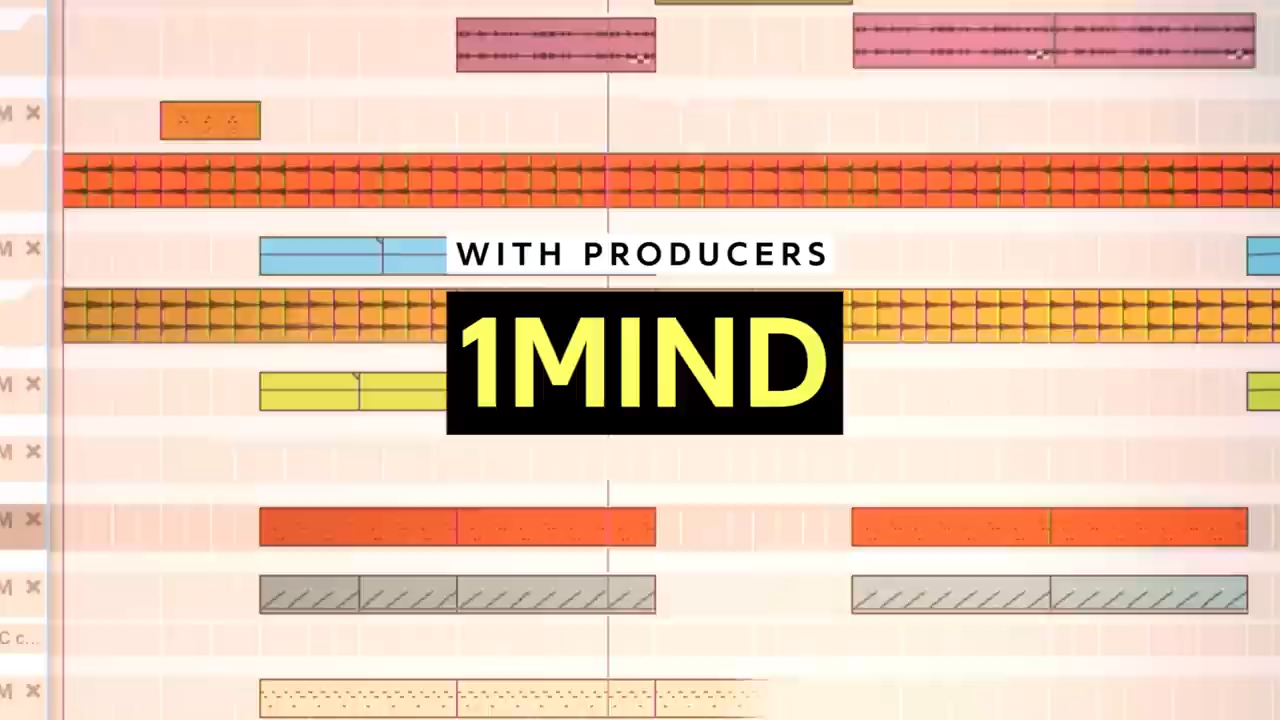 M ×
M ×
WITH PRODUCERS
1MIND
M ×
M ×
M ×
M ×
C c...
M ×